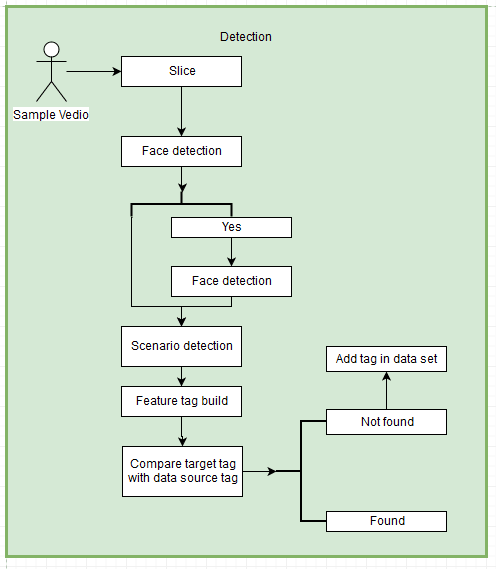 Detection
Slice
Sample Vedio
Face detection
Yes
Face detection
Scenario detection
Add tag in data set
Feature tag build
Not found
Compare target tag
with data source tag
Found